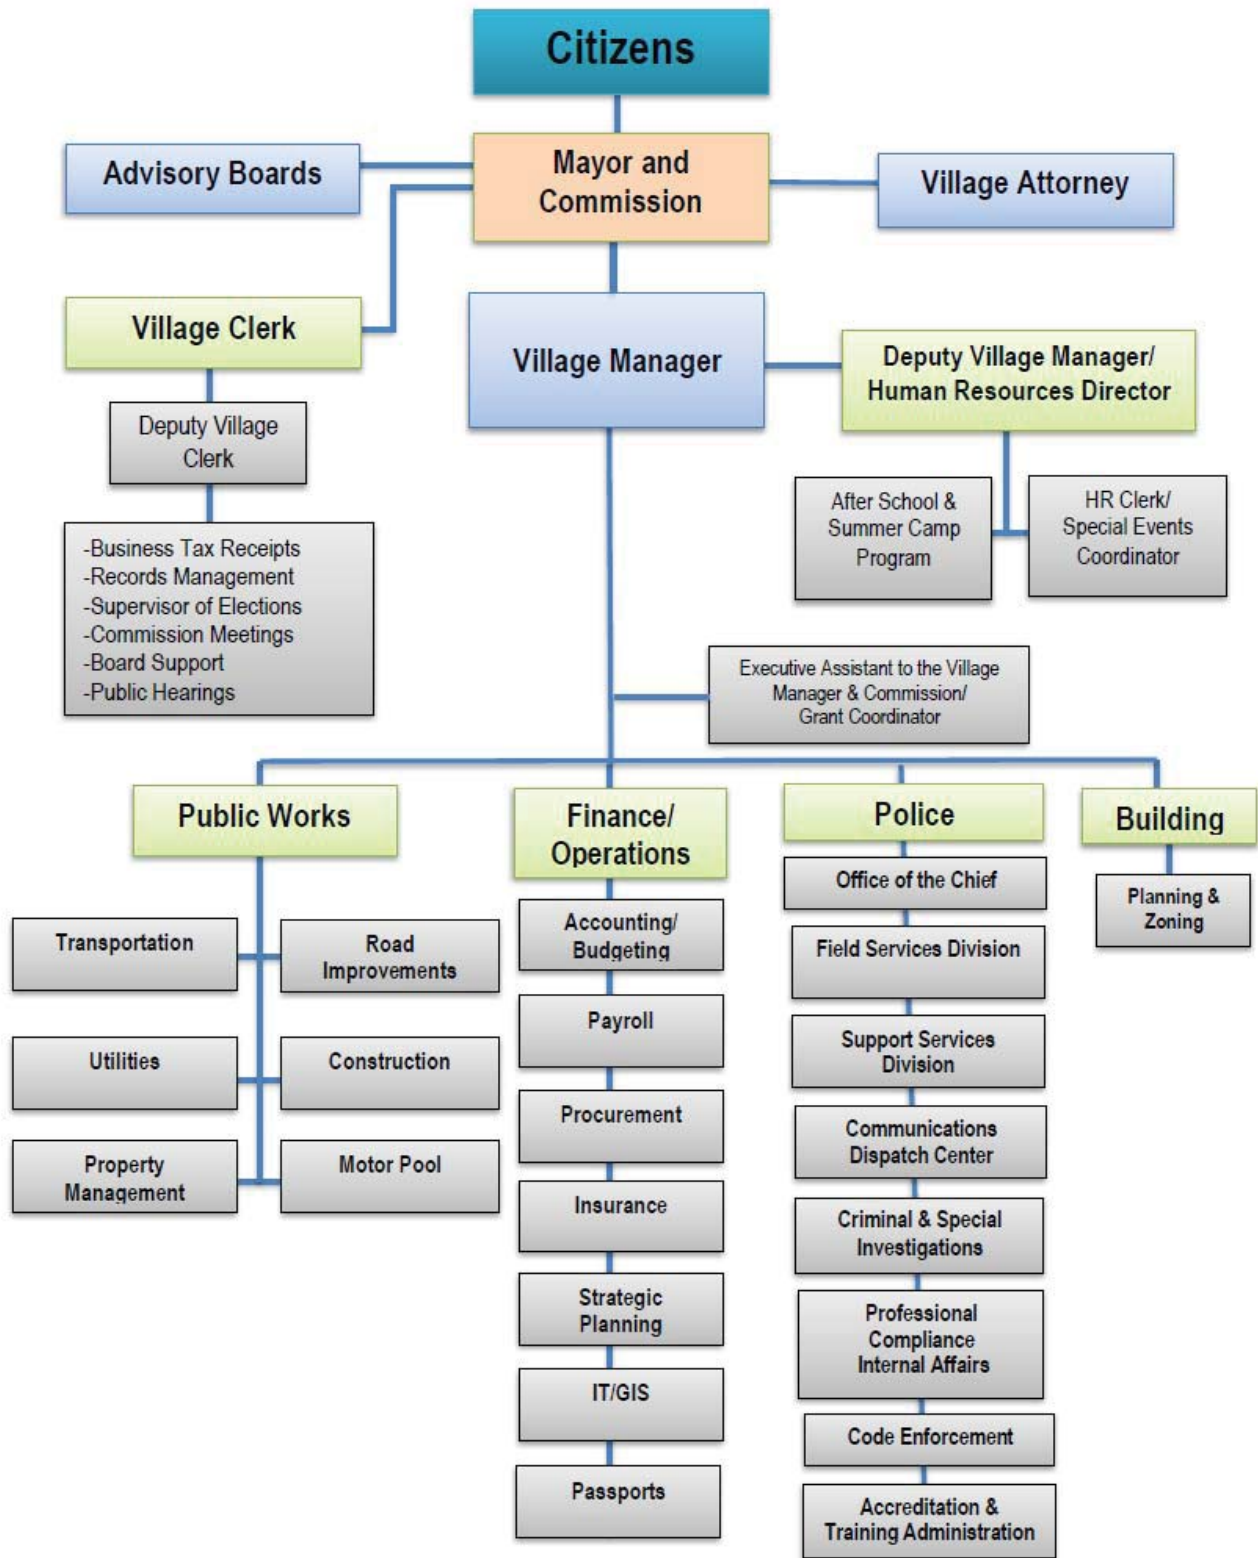 Citizens
Advisory Boards
Mayor and
Commission
Village Attorney
Village Clerk
Village Manager
Deputy Village Manager/
Human Resources Director
Deputy Village
Clerk
After School &
Summer Camp
Program
HR Clerk/
Special Events
Coordinator
-Business Tax Receipts
-Records Management
-Supervisor of Elections
-Commission Meetings
-Board Support
-Public Hearings
Executive Assistant to the Village
Manager & Commission/
Grant Coordinator
Public Works
Transportation
Road
Improvements
Utilities
Construction
Property
Management
Motor Pool
Finance/
Operations
Accounting/
Budgeting
Payroll
Procurement
Insurance
Strategic
Planning
IT/GIS
Passports
Police
Office of the Chief
Field Services Division
Support Services
Division
Communications
Dispatch Center
Criminal & Special
Investigations
Professional
Compliance
Internal Affairs
Code Enforcement
Accreditation &
Training Administration
Building
Planning &
Zoning